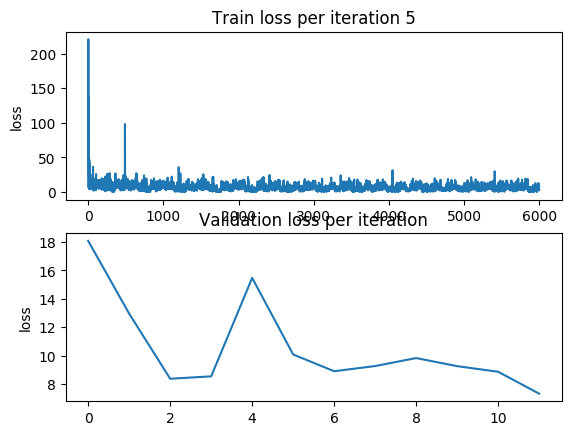 Train loss per iteration 5
200
150
100
50
0
loss
0 1000 2000 3000 4000 5000 6000
Validation loss per iteration
18
16
14
12
10
8
loss
0 2 4 6 8 10